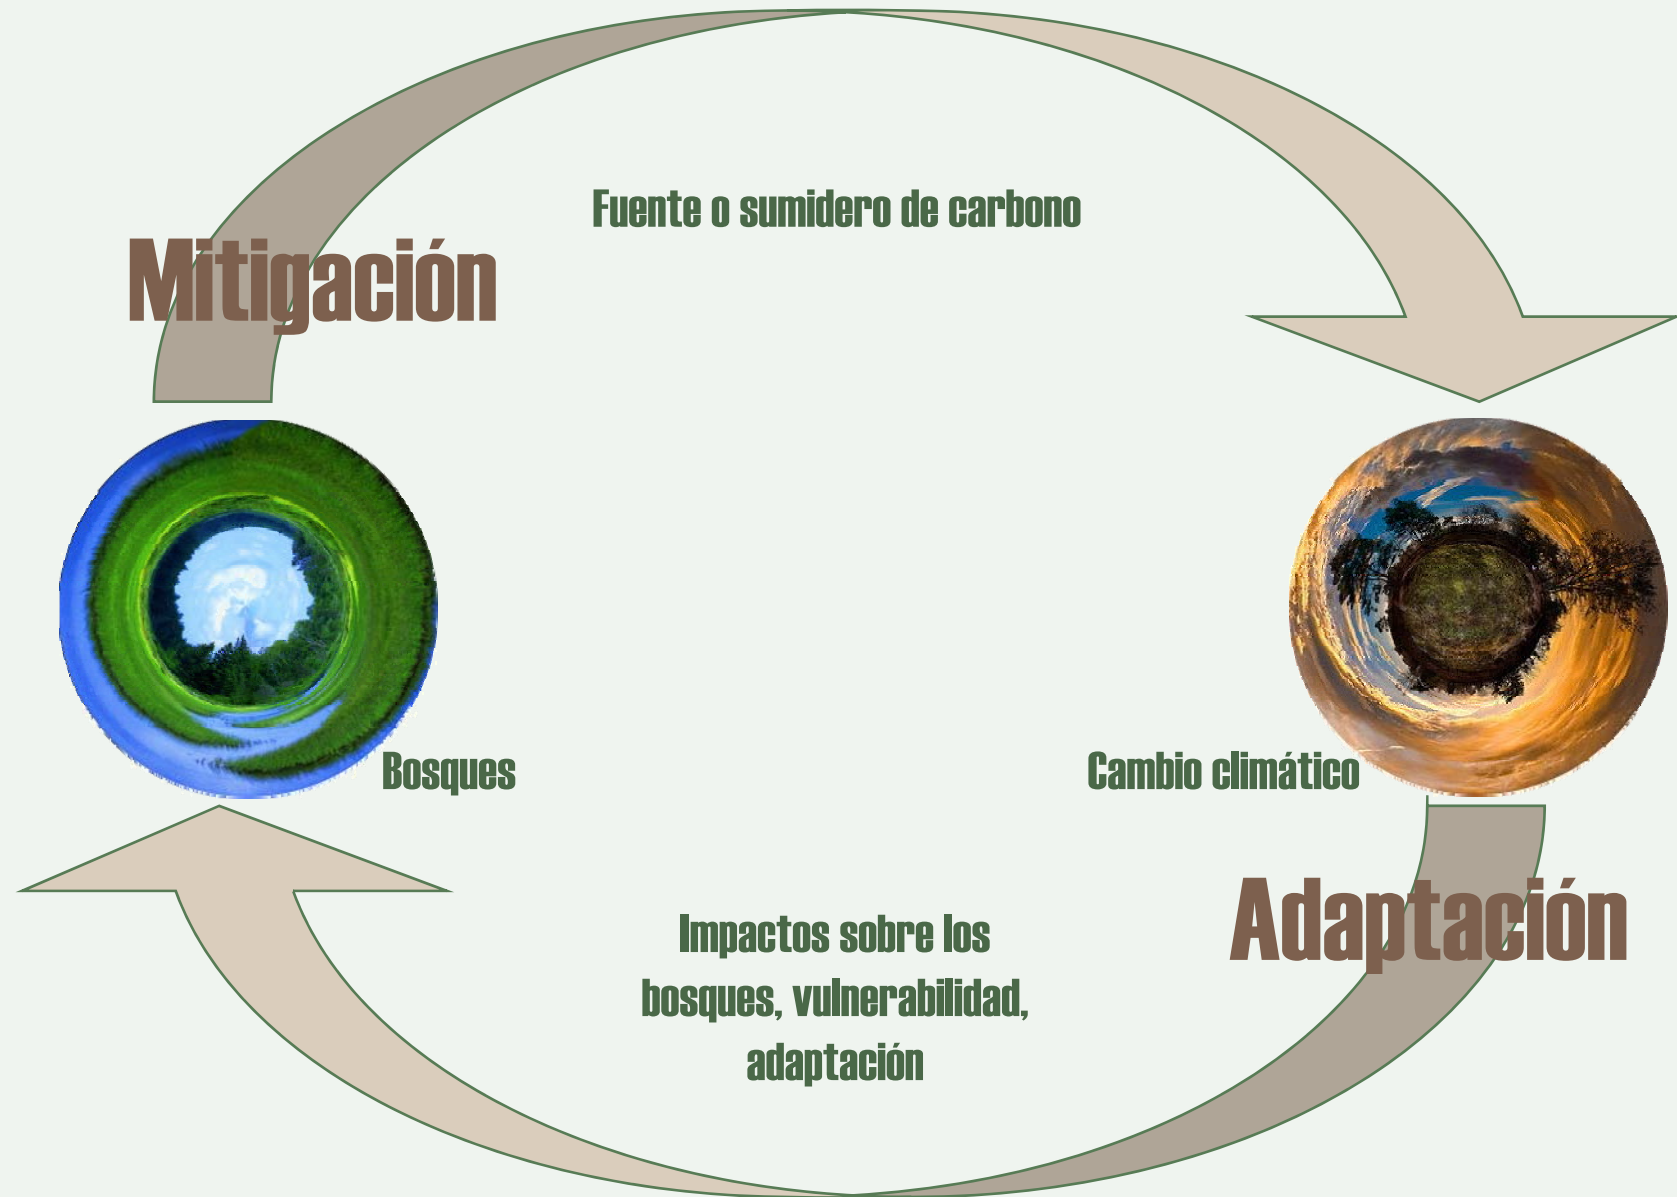 Fuente o sumidero de carbono
Mitigación
Bosques
Cambio climático
Adaptación
Impactos sobre los
bosques, vulnerabilidad,
adaptación